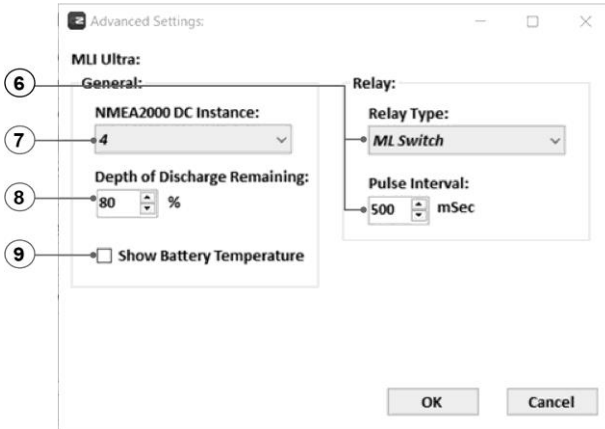 Advanced Settings:
MLI Ultra:
General:
NMEA2000 DC Instance:
4
Depth of Discharge Remaining:
80 %
Show Battery Temperature
Relay:
Relay Type:
ML Switch
Pulse Interval:
500 mSec
OK
Cancel
6
7
8
9